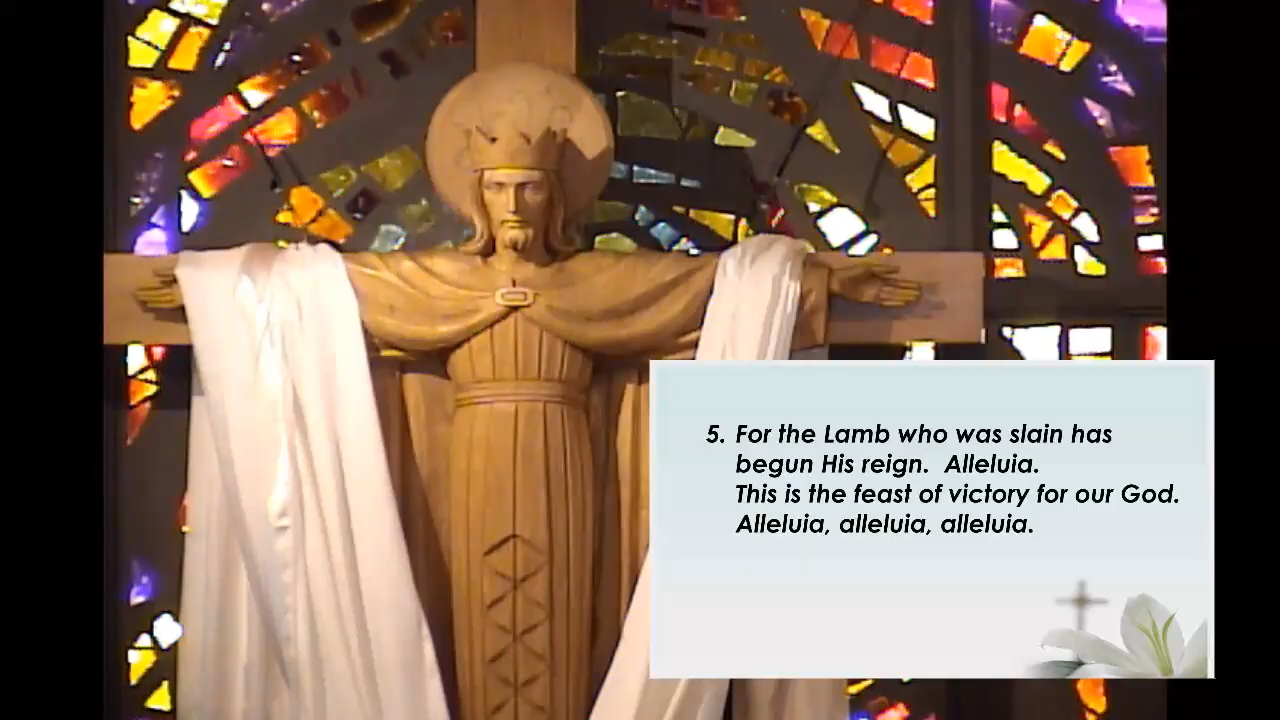 5. For the Lamb who was slain has
begun His reign.  Alleluia.
This is the feast of victory for our God.
Alleluia, alleluia, alleluia.